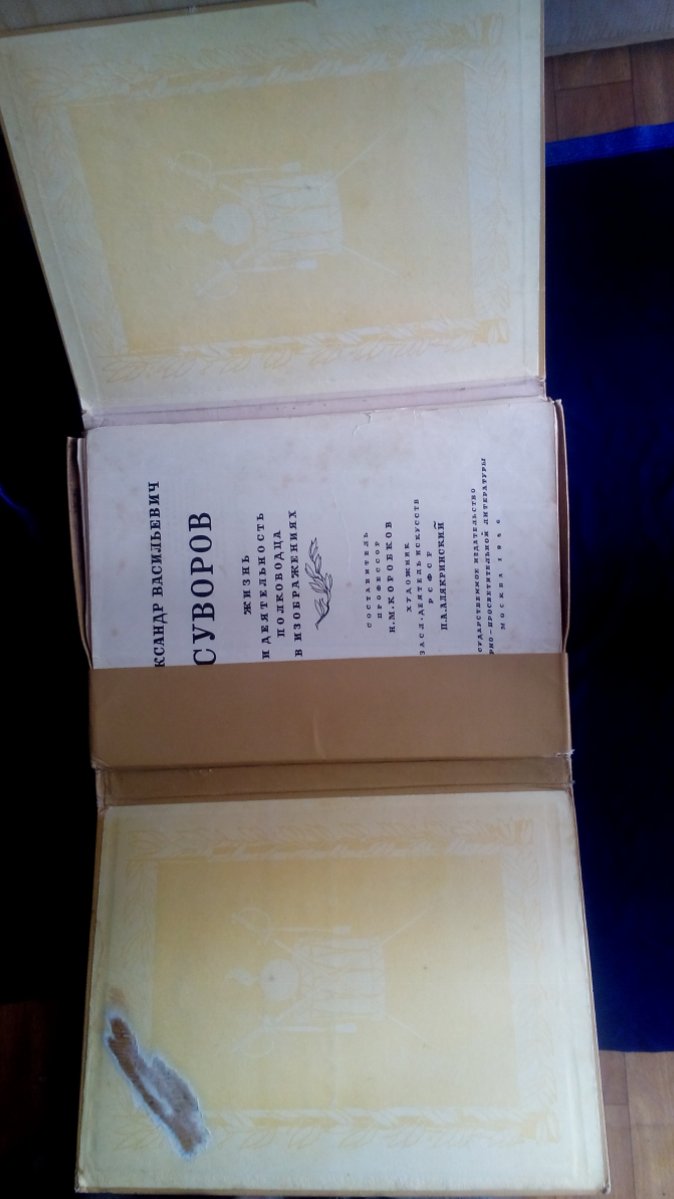 КСАНДР ВАСИЛЬЕВИЧ
СУВОРОВ
ЖИЗНЬ
И ДЕЯТЕЛЬНОСТЬ
ПОЛКОВОДЦА
В ИЗОБРАЖЕНИЯХ
СОСТАВИТЕЛЬ
ПРОФЕССОР
Н.М.КОРОБКОВ
ХУДОЖНИК
ЗАСЛ.ДЕЯТЕЛЬ ИСКУССТВ
РСФСР
П.А.АЛЯКРИНСКИЙ
СУДАРСТВЕННОЕ ИЗДАТЕЛЬСТВО
РНО-ПРОСВЕТИТЕЛЬНОЙ ЛИТЕРАТУРЫ
МОСКВА